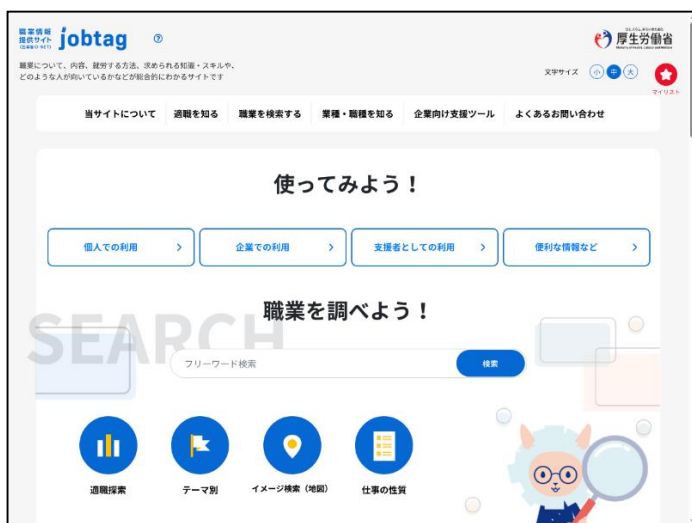 職業情報
提供サイト
jobtag
厚生労働省
Ministry of Health, Labour and Welfare
職業について、内容、就労する方法、求められる知識・スキルや、
どのような人が向いているかなどが総合的にわかるサイトです
文字サイズ 小 中 大
マイリスト
当サイトについて 適職を知る 職業を検索する 業種・職種を知る 企業向け支援ツール よくあるお問い合わせ
使ってみよう！
個人での利用 企業での利用 支援者としての利用 便利な情報など
職業を調べよう！
SEARCH
フリーワード検索 検索
適職探索 テーマ別 イメージ検索（地図） 仕事の性質